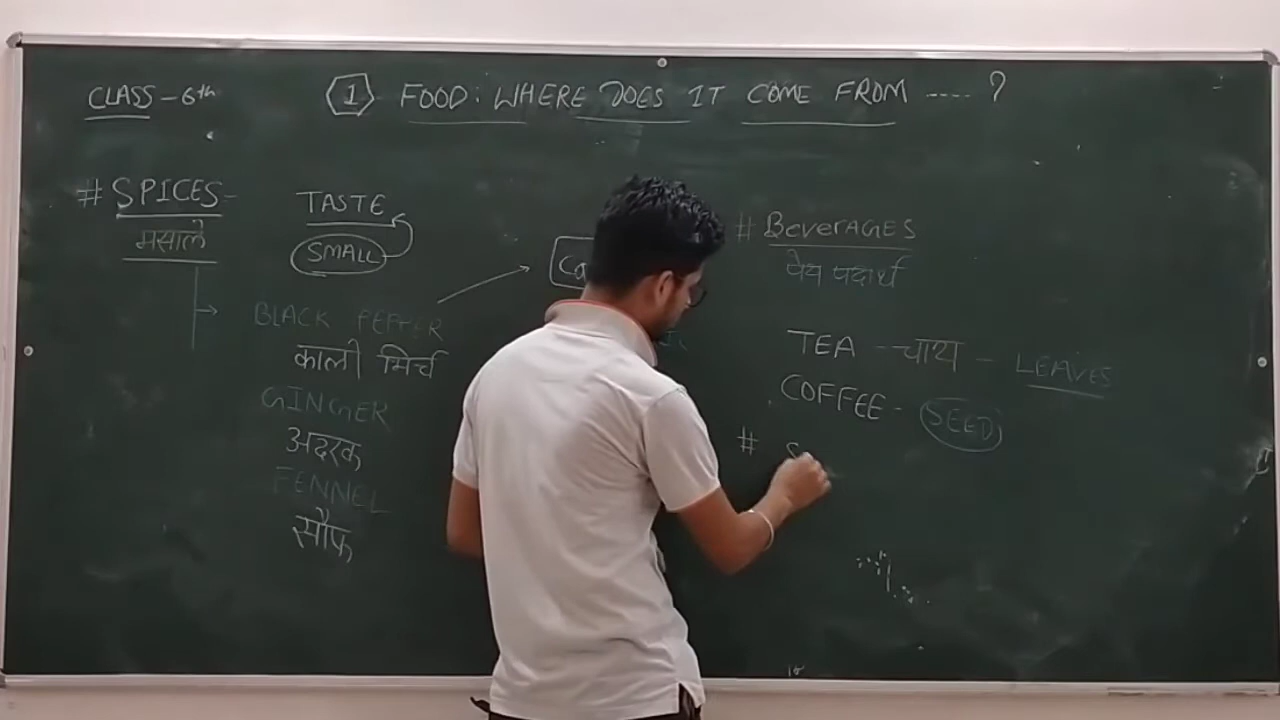 CLASS - 6th
1 FOOD: WHERE DOES IT COME FROM ---- ?
# SPICES -
मसाले
TASTE
SMALL
BLACK PEPPER
काली मिर्च
GINGER
अदरक
FENNEL
सौफ
# BeveRAGES
पेय पदार्थ
TEA - चाय - LEAVES
COFFEE - SEED
#